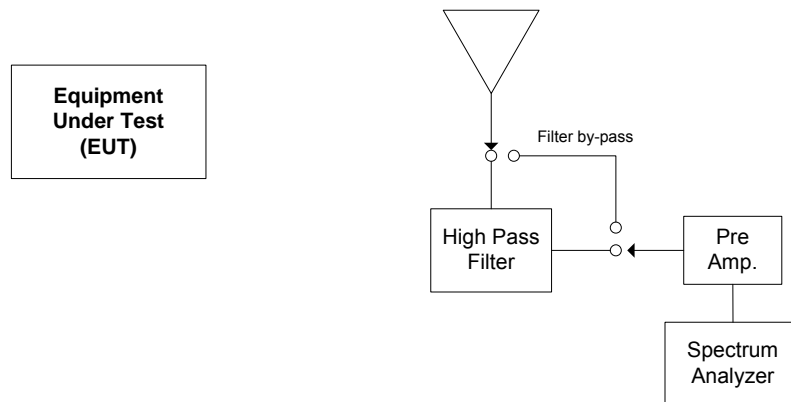 Equipment
Under Test
(EUT)
Filter by-pass
High Pass
Filter
Pre
Amp.
Spectrum
Analyzer